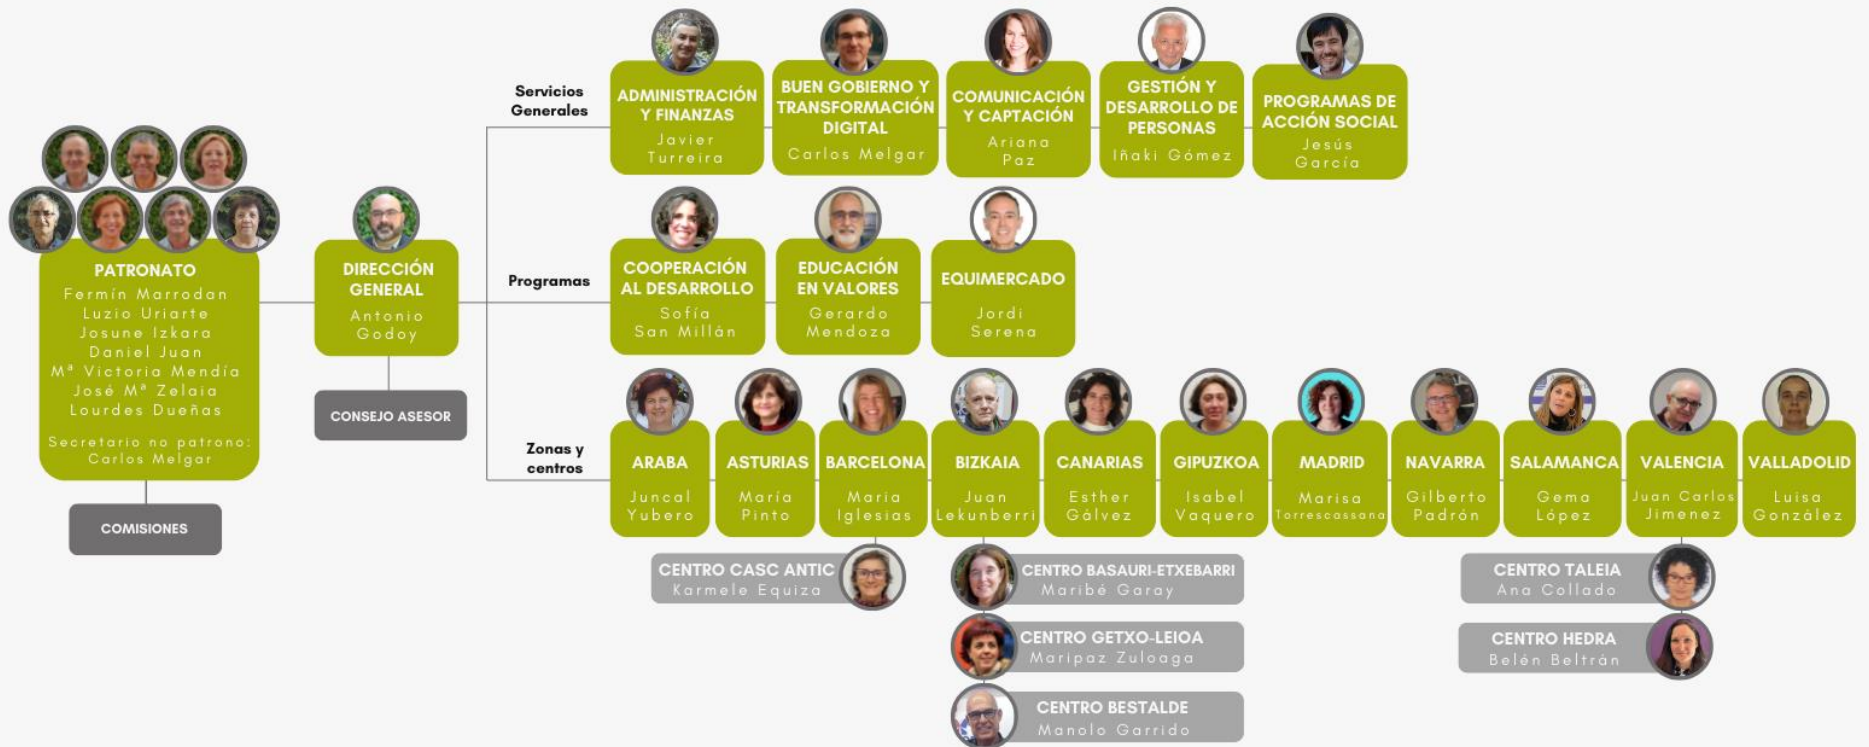 PATRONATO
Fermín Marrodan
Luzio Uriarte
Josune Izkara
Daniel Juan
Mª Victoria Mendía
José Mª Zelaia
Lourdes Dueñas
Secretario no patrono:
Carlos Melgar
COMISIONES
DIRECCIÓN
GENERAL
Antonio
Godoy
CONSEJO ASESOR
Servicios
Generales
ADMINISTRACIÓN
Y FINANZAS
Javier
Turreira
BUEN GOBIERNO Y
TRANSFORMACIÓN
DIGITAL
Carlos Melgar
COMUNICACIÓN
Y CAPTACIÓN
Ariana
Paz
GESTIÓN Y
DESARROLLO DE
PERSONAS
Iñaki Gómez
PROGRAMAS DE
ACCIÓN SOCIAL
Jesús
García
Programas
COOPERACIÓN
AL DESARROLLO
Sofía
San Millán
EDUCACIÓN
EN VALORES
Gerardo
Mendoza
EQUIMERCADO
Jordi
Serena
Zonas y
centros
ARABA
Juncal
Yubero
ASTURIAS
María
Pinto
BARCELONA
Maria
Iglesias
BIZKAIA
Juan
Lekunberri
CANARIAS
Esther
Gálvez
GIPUZKOA
Isabel
Vaquero
MADRID
Marisa
Torrescassana
NAVARRA
Gilberto
Padrón
SALAMANCA
Gema
López
VALENCIA
Juan Carlos
Jimenez
VALLADOLID
Luisa
González
CENTRO CASC ANTIC
Karmele Equiza
CENTRO BASAURI-ETXEBARRI
Maribé Garay
CENTRO GETXO-LEIOA
Maripaz Zuloaga
CENTRO BESTALDE
Manolo Garrido
CENTRO TALEIA
Ana Collado
CENTRO HEDRA
Belén Beltrán